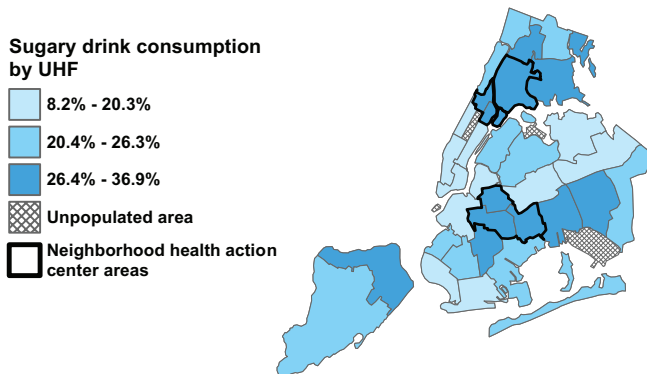 Sugary drink consumption
by UHF
8.2% - 20.3%
20.4% - 26.3%
26.4% - 36.9%
Unpopulated area
Neighborhood health action
center areas